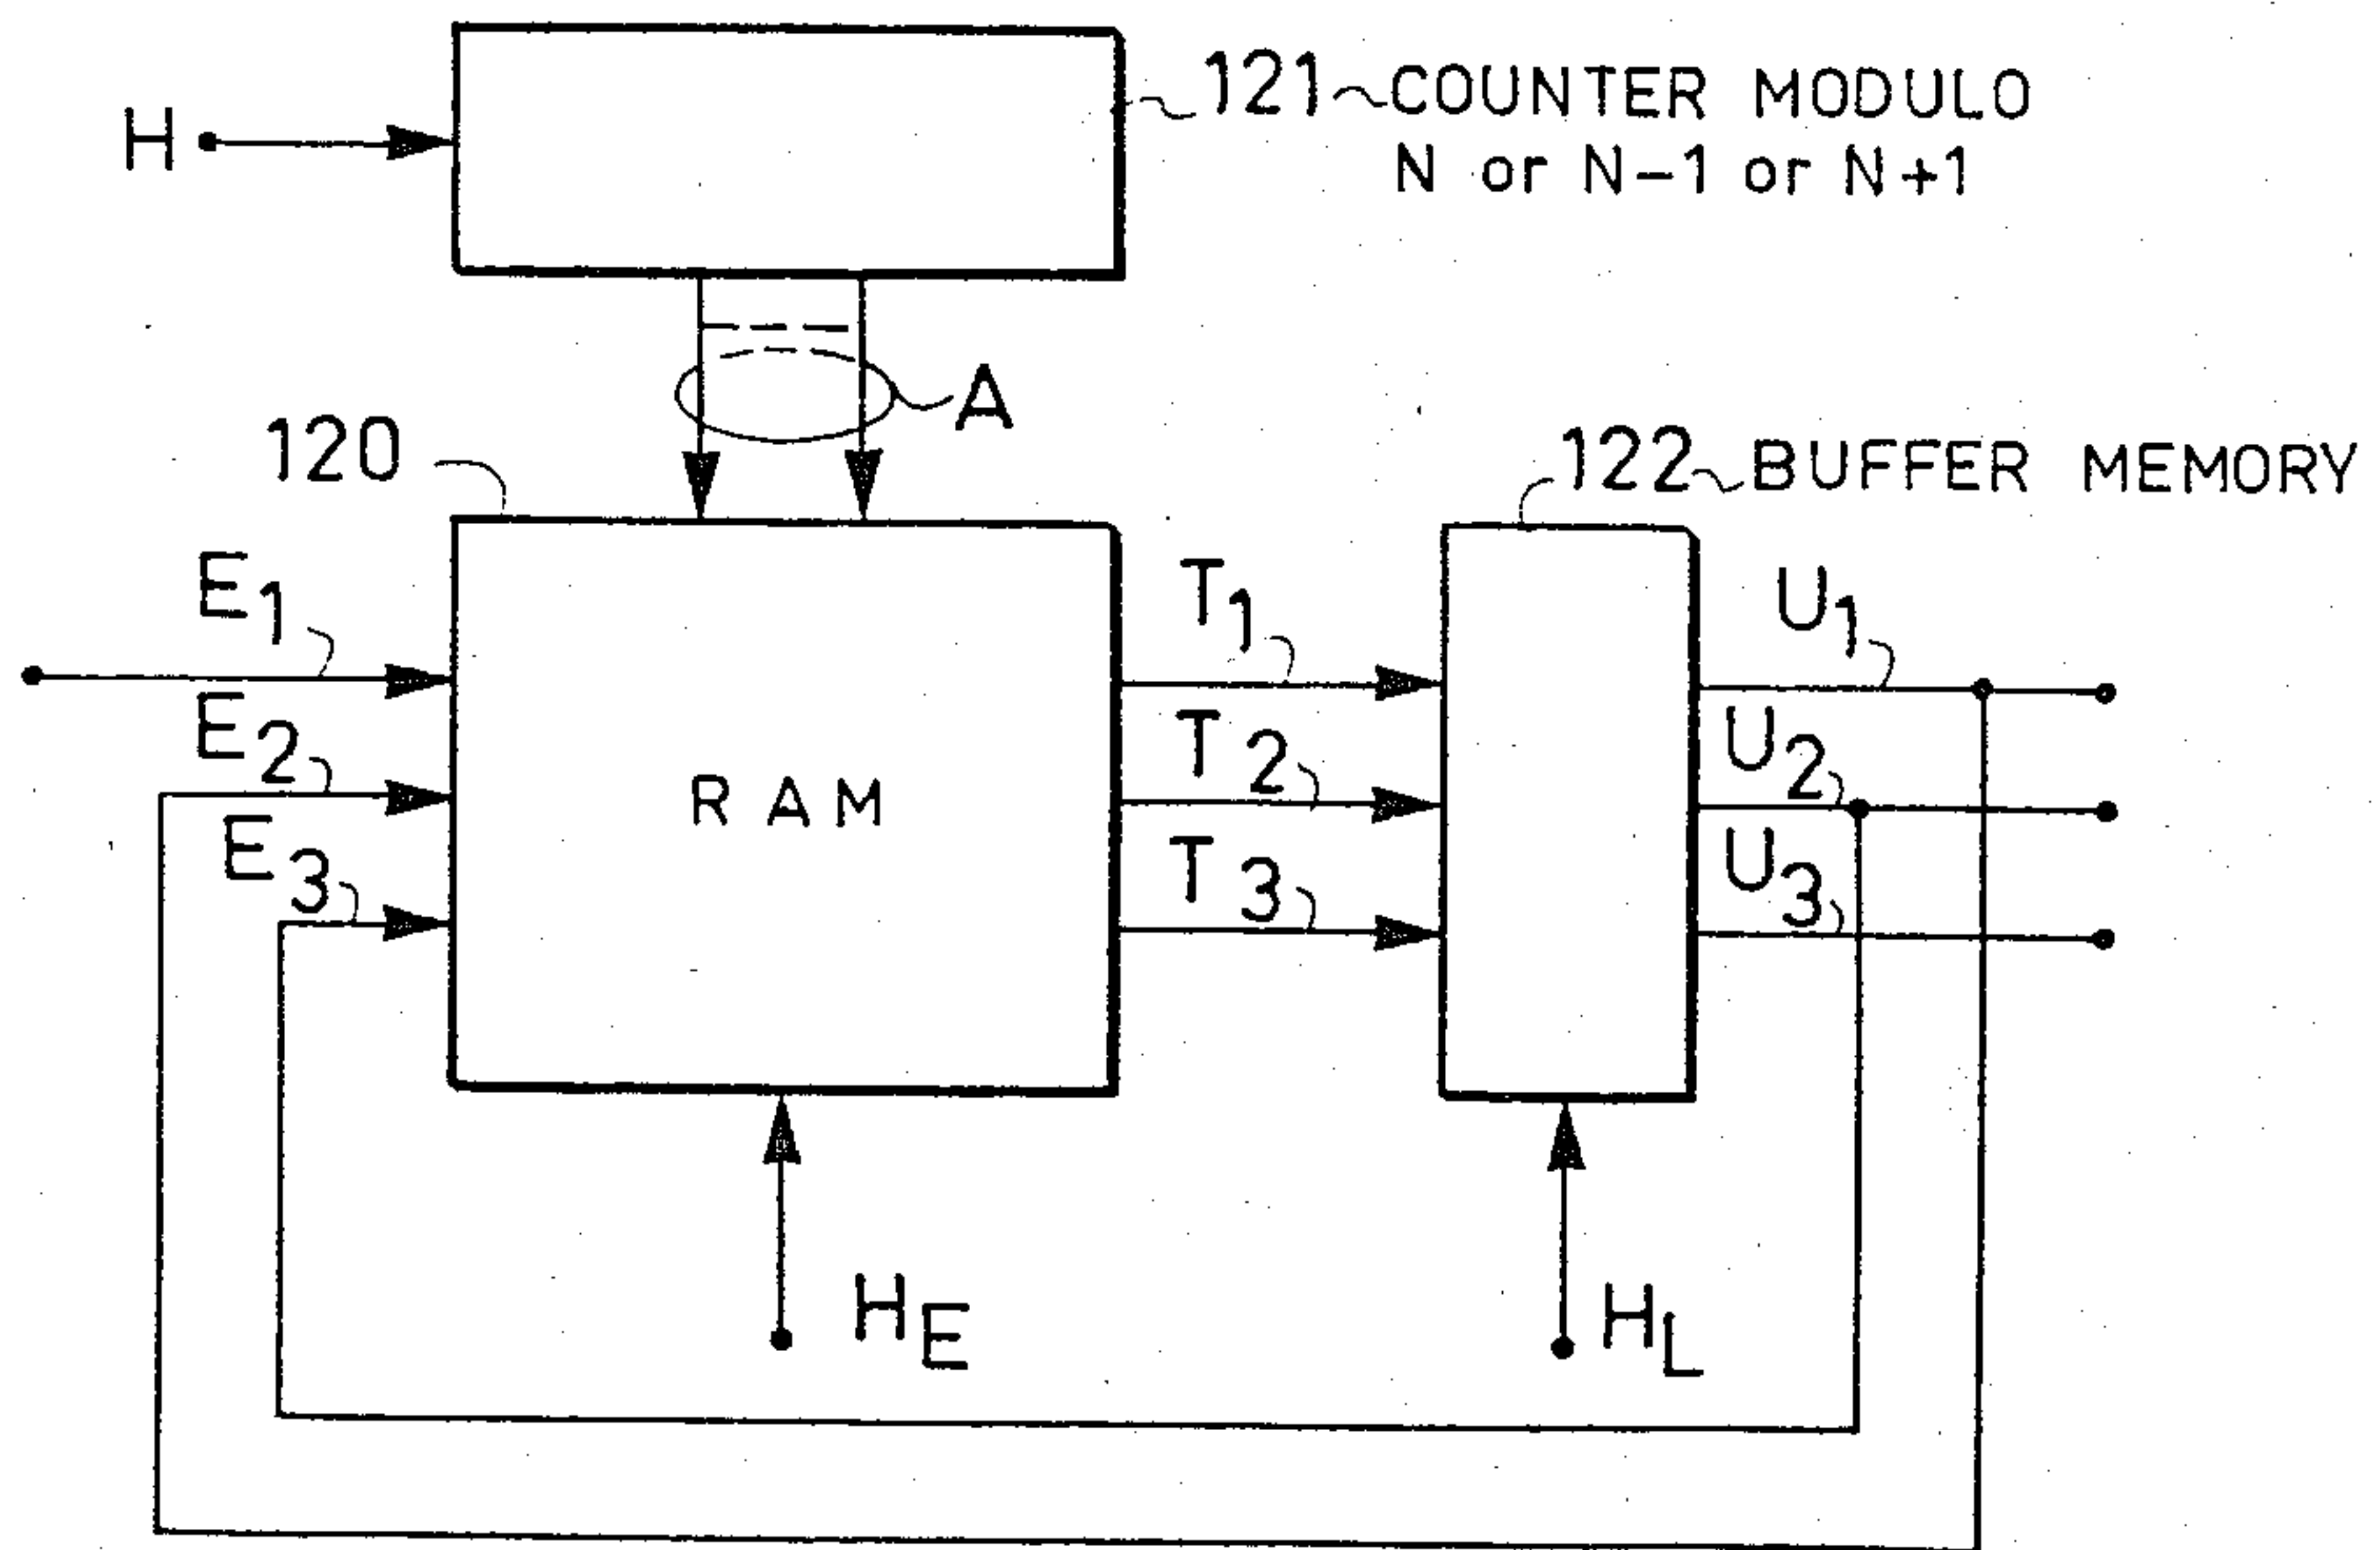 H
121 COUNTER MODULO
N or N-1 or N+1
A
120
122 BUFFER MEMORY
E1
T1
U1
E2
T2
U2
RAM
E3
T3
U3
HE
HL